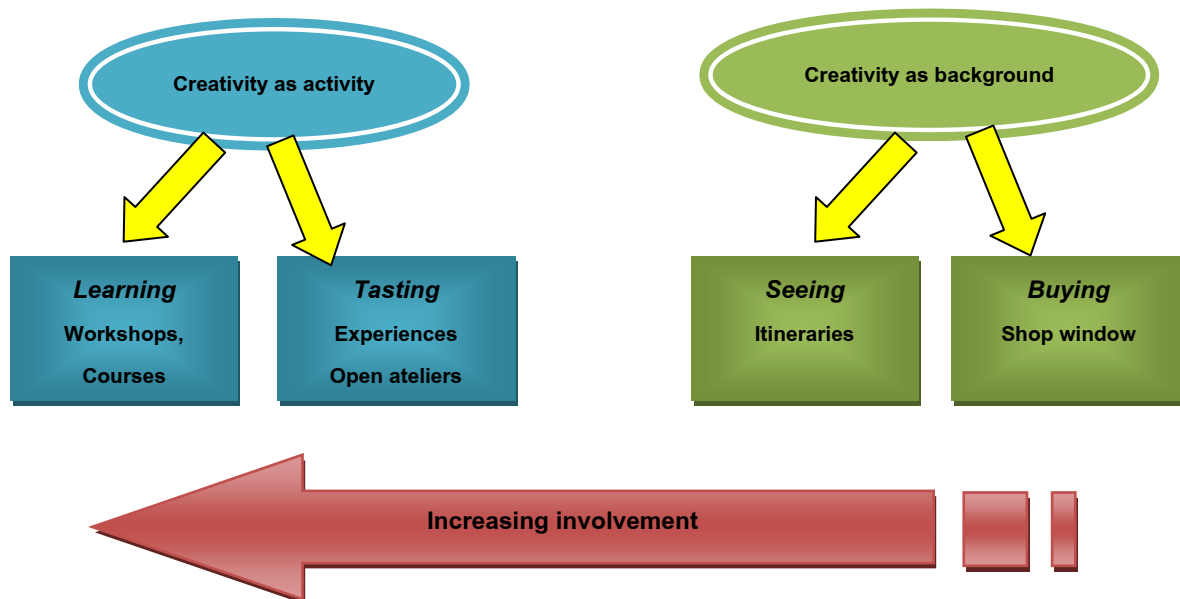 Creativity as activity
Creativity as background
Learning
Workshops,
Courses
Tasting
Experiences
Open ateliers
Seeing
Itineraries
Buying
Shop window
Increasing involvement